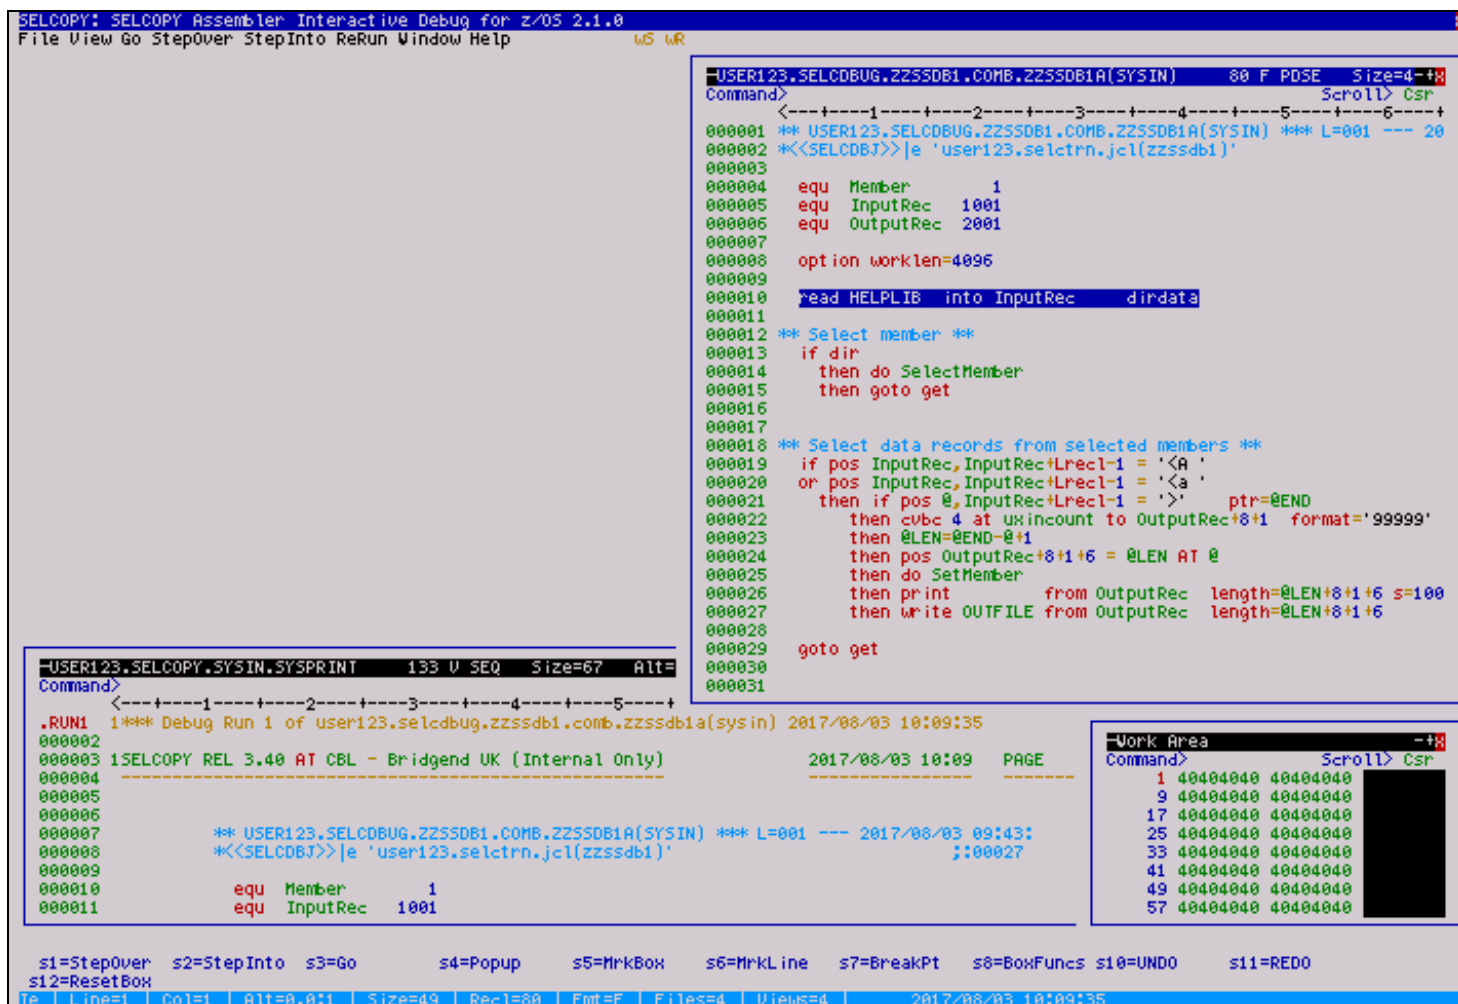 SELCOPY: SELCOPY Assembler Interactive Debug for z/OS 2.1.0
File View Go StepOver StepInto ReRun Window Help wS wR
USER123.SELCDBUG.ZZSSDB1.COMB.ZZSSDB1A(SYSIN) 80 F PDSE Size=4-+x
Command> Scroll> Csr
<---+----1----+----2----+----3----+----4----+----5----+----6----+
000001 ** USER123.SELCDBUG.ZZSSDB1.COMB.ZZSSDB1A(SYSIN) *** L=001 --- 20
000002 *<<SELCDBJ>>|e 'user123.selctrn.jcl(zzssdb1)'
000003
000004 equ Member 1
000005 equ InputRec 1001
000006 equ OutputRec 2001
000007
000008 option worklen=4096
000009
000010 read HELPLIB into InputRec dirdata
000011
000012 ** Select member **
000013 if dir
000014 then do SelectMember
000015 then goto get
000016
000017
000018 ** Select data records from selected members **
000019 if pos InputRec,InputRec+Lrecl-1 = '<A '
000020 or pos InputRec,InputRec+Lrecl-1 = '<a '
000021 then if pos @,InputRec+Lrecl-1 = '>' ptr=@END
000022 then cvbc 4 at uxincount to OutputRec+8+1 format='99999'
000023 then @LEN=@END-@+1
000024 then pos OutputRec+8+1+6 = @LEN AT @
000025 then do SetMember
000026 then print from OutputRec length=@LEN+8+1+6 s=100
000027 then write OUTFILE from OutputRec length=@LEN+8+1+6
000028
000029 goto get
000030
000031
USER123.SELCOPY.SYSIN.SYSPRINT 133 V SEQ Size=67 Alt=
Command>
<---+----1----+----2----+----3----+----4----+----5----+
.RUN1 1*** Debug Run 1 of user123.selcdbug.zzssdb1.comb.zzssdb1a(sysin) 2017/08/03 10:09:35
000002
000003 1SELCOPY REL 3.40 AT CBL - Bridgend UK (Internal Only) 2017/08/03 10:09 PAGE
000004 ----------------------------------------------------- ---------------- -------
000005
000006
000007 ** USER123.SELCDBUG.ZZSSDB1.COMB.ZZSSDB1A(SYSIN) *** L=001 --- 2017/08/03 09:43:
000008 *<<SELCDBJ>>|e 'user123.selctrn.jcl(zzssdb1)' ;:00027
000009
000010 equ Member 1
000011 equ InputRec 1001
Work Area -+x
Command> Scroll> Csr
1 40404040 40404040
9 40404040 40404040
17 40404040 40404040
25 40404040 40404040
33 40404040 40404040
41 40404040 40404040
49 40404040 40404040
57 40404040 40404040
s1=StepOver s2=StepInto s3=Go s4=Popup s5=MrkBox s6=MrkLine s7=BreakPt s8=BoxFuncs s10=UNDO s11=REDO
s12=ResetBox
Te | Line=1 | Col=1 | Alt=0,0:1 | Size=49 | Recl=80 | Fmt=F | Files=4 | Views=4 | 2017/08/03 10:09:35